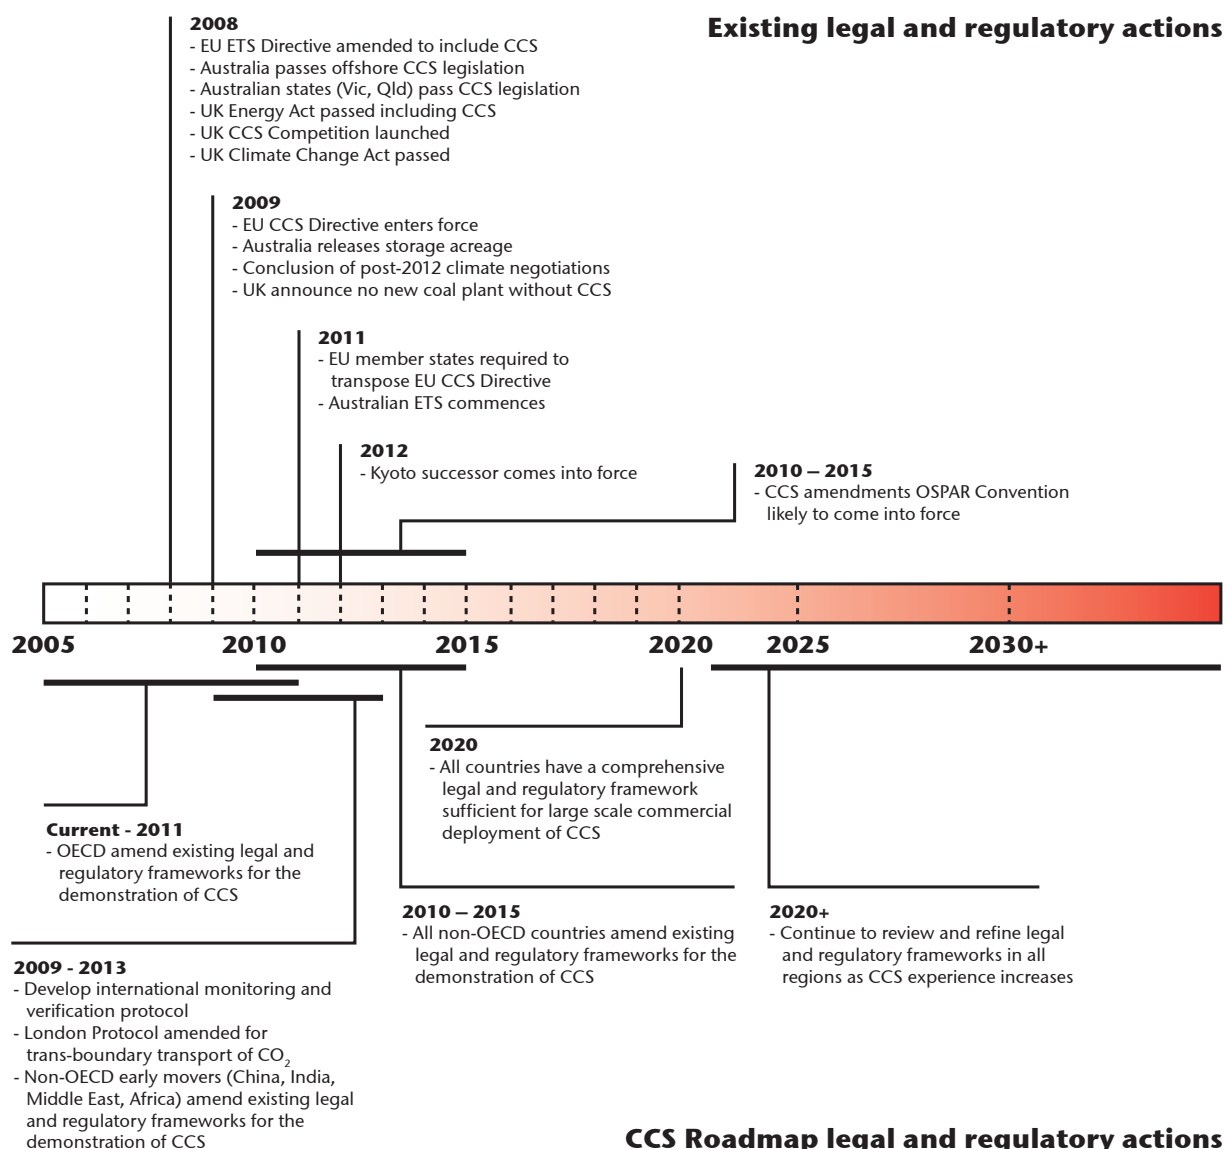 Existing legal and regulatory actions
2008
- EU ETS Directive amended to include CCS
- Australia passes offshore CCS legislation
- Australian states (Vic, Qld) pass CCS legislation
- UK Energy Act passed including CCS
- UK CCS Competition launched
- UK Climate Change Act passed
2009
- EU CCS Directive enters force
- Australia releases storage acreage
- Conclusion of post-2012 climate negotiations
- UK announce no new coal plant without CCS
2011
- EU member states required to
transpose EU CCS Directive
- Australian ETS commences
2012
- Kyoto successor comes into force
2010 – 2015
- CCS amendments OSPAR Convention
likely to come into force
2005 2010 2015 2020 2025 2030+
2020
- All countries have a comprehensive
legal and regulatory framework
sufficient for large scale commercial
deployment of CCS
Current - 2011
- OECD amend existing legal and
regulatory frameworks for the
demonstration of CCS
2010 – 2015
- All non-OECD countries amend existing
legal and regulatory frameworks for the
demonstration of CCS
2020+
- Continue to review and refine legal
and regulatory frameworks in all
regions as CCS experience increases
2009 - 2013
- Develop international monitoring and
verification protocol
- London Protocol amended for
trans-boundary transport of CO2
- Non-OECD early movers (China, India,
Middle East, Africa) amend existing legal
and regulatory frameworks for the
demonstration of CCS
CCS Roadmap legal and regulatory actions